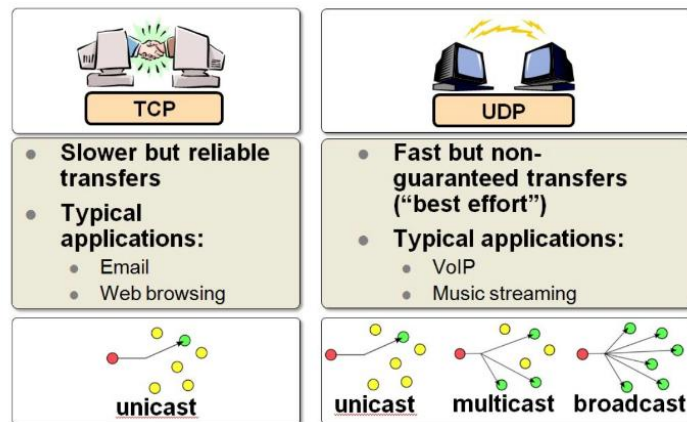 TCP
Slower but reliable
transfers
Typical
applications:
Email
Web browsing
unicast
UDP
Fast but non-
guaranteed transfers
(“best effort”)
Typical applications:
VoIP
Music streaming
unicast multicast broadcast